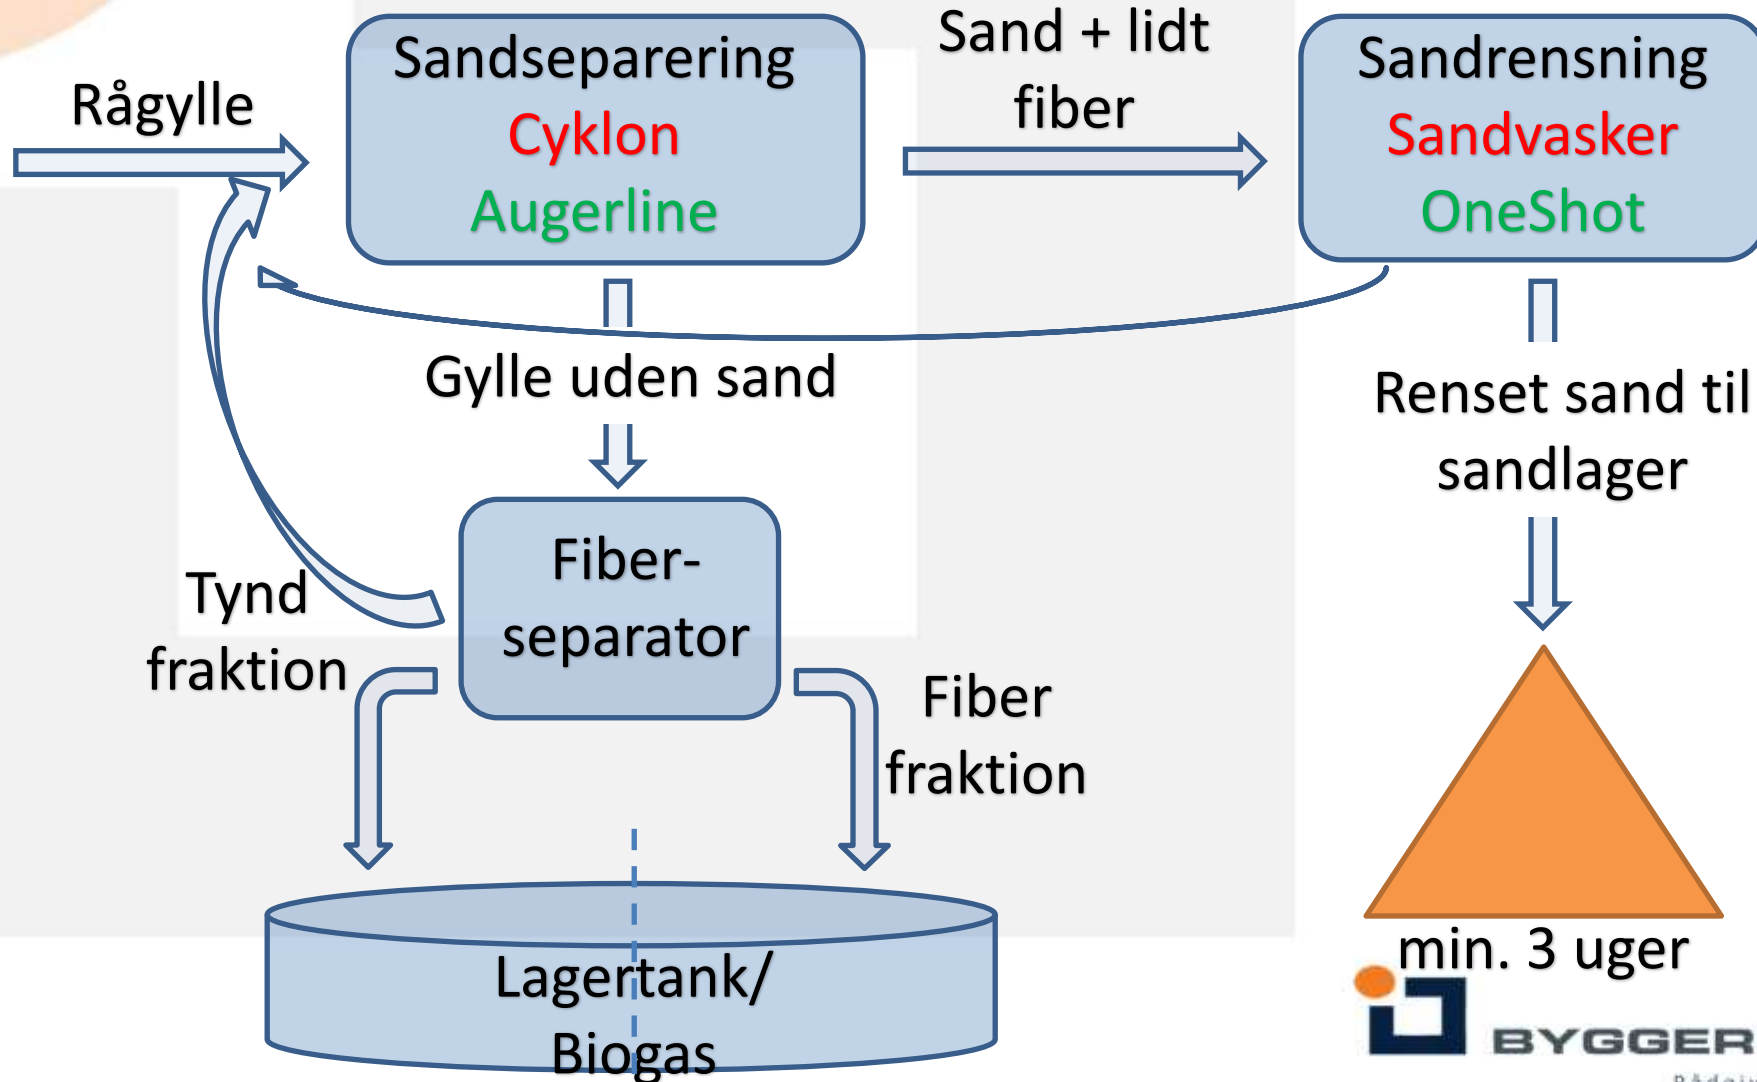 Rågylle
Sandseparering
Cyklon
Augerline
Sand + lidt
fiber
Sandrensning
Sandvasker
OneShot
Gylle uden sand
Renset sand til
sandlager
Fiber-
separator
Tynd
fraktion
Fiber
fraktion
Lagertank/
Biogas
min. 3 uger
BYGGER